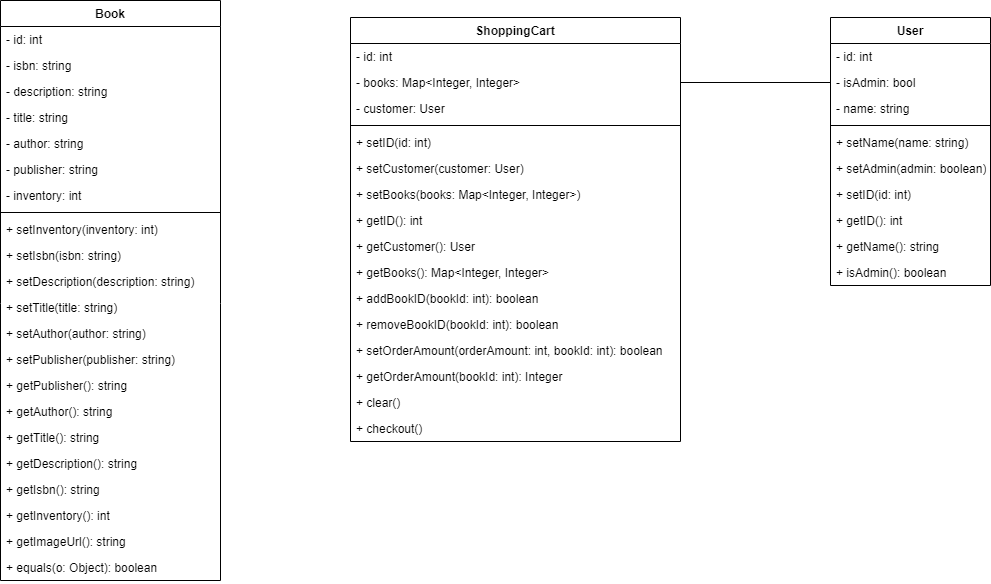 Book
- id: int
- isbn: string
- description: string
- title: string
- author: string
- publisher: string
- inventory: int
+ setInventory(inventory: int)
+ setIsbn(isbn: string)
+ setDescription(description: string)
+ setTitle(title: string)
+ setAuthor(author: string)
+ setPublisher(publisher: string)
+ getPublisher(): string
+ getAuthor(): string
+ getTitle(): string
+ getDescription(): string
+ getIsbn(): string
+ getInventory(): int
+ getImageUrl(): string
+ equals(o: Object): boolean
ShoppingCart
- id: int
- books: Map<Integer, Integer>
- customer: User
+ setID(id: int)
+ setCustomer(customer: User)
+ setBooks(books: Map<Integer, Integer>)
+ getID(): int
+ getCustomer(): User
+ getBooks(): Map<Integer, Integer>
+ addBookID(bookId: int): boolean
+ removeBookID(bookId: int): boolean
+ setOrderAmount(orderAmount: int, bookId: int): boolean
+ getOrderAmount(bookId: int): Integer
+ clear()
+ checkout()
User
- id: int
- isAdmin: bool
- name: string
+ setName(name: string)
+ setAdmin(admin: boolean)
+ setID(id: int)
+ getID(): int
+ getName(): string
+ isAdmin(): boolean